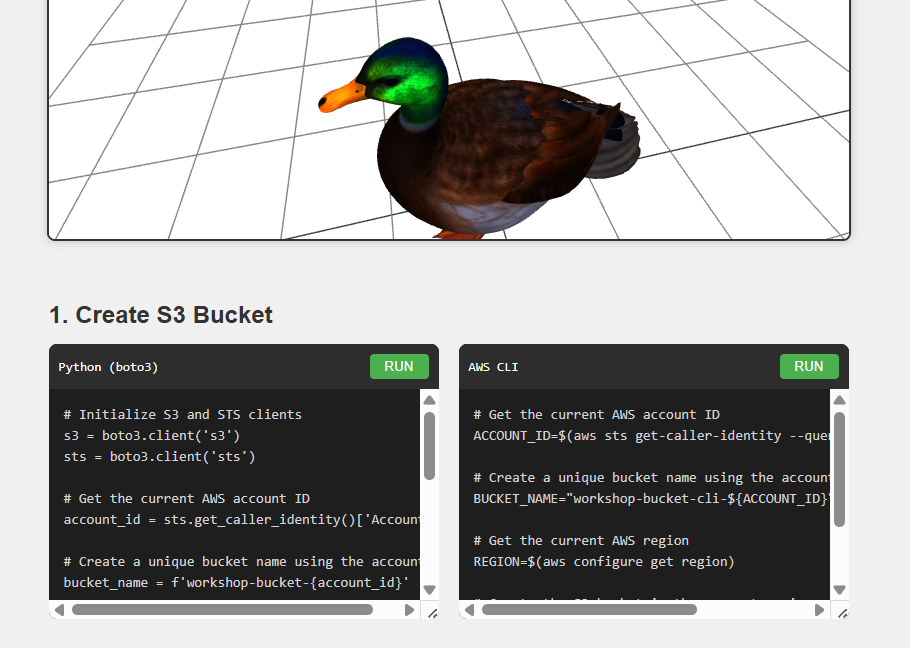 1. Create S3 Bucket
Python (boto3)
RUN
# Initialize S3 and STS clients
s3 = boto3.client('s3')
sts = boto3.client('sts')
# Get the current AWS account ID
account_id = sts.get_caller_identity()['Accoun
# Create a unique bucket name using the accoun
bucket_name = f'workshop-bucket-{account_id}'
AWS CLI
RUN
# Get the current AWS account ID
ACCOUNT_ID=$(aws sts get-caller-identity --quer
# Create a unique bucket name using the account
BUCKET_NAME="workshop-bucket-cli-${ACCOUNT_ID}"
# Get the current AWS region
REGION=$(aws configure get region)